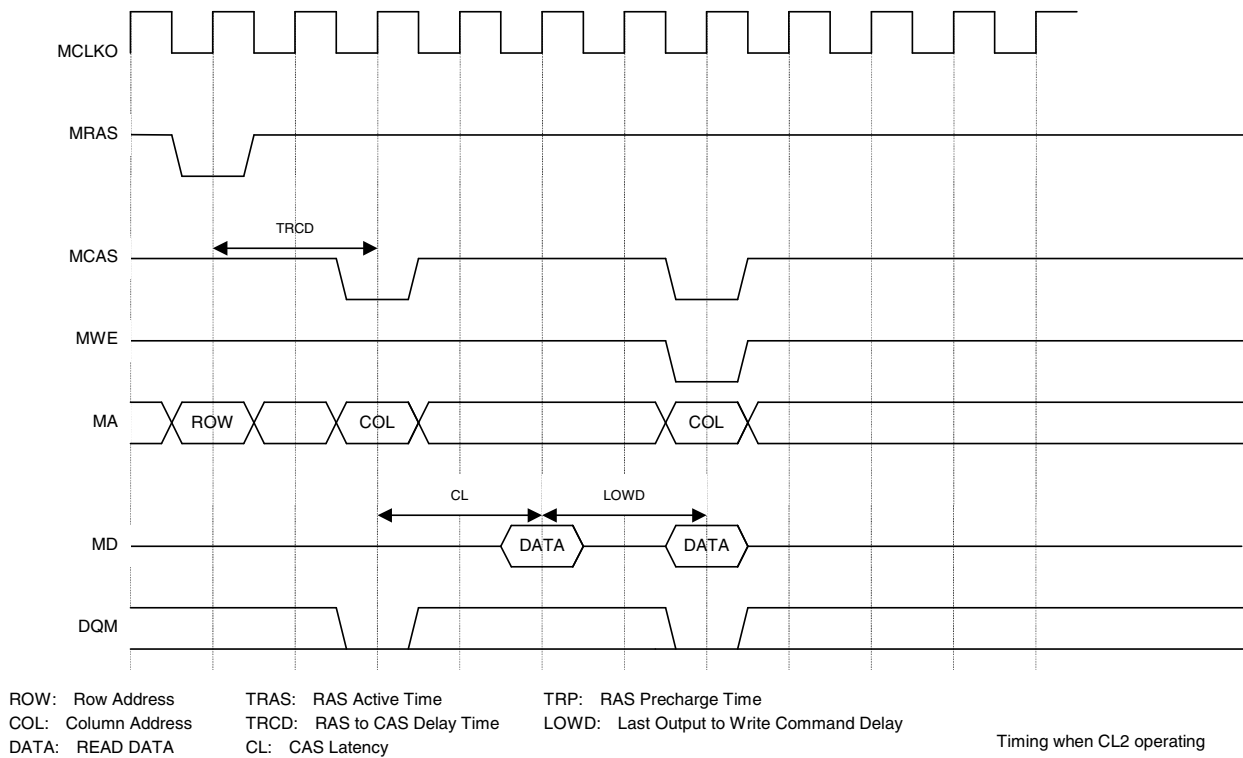 MCLKO
MRAS
TRCD
MCAS
MWE
MA ROW COL COL
CL LOWD
MD DATA DATA
DQM
ROW: Row Address TRAS: RAS Active Time TRP: RAS Precharge Time
COL: Column Address TRCD: RAS to CAS Delay Time LOWD: Last Output to Write Command Delay
DATA: READ DATA CL: CAS Latency Timing when CL2 operating